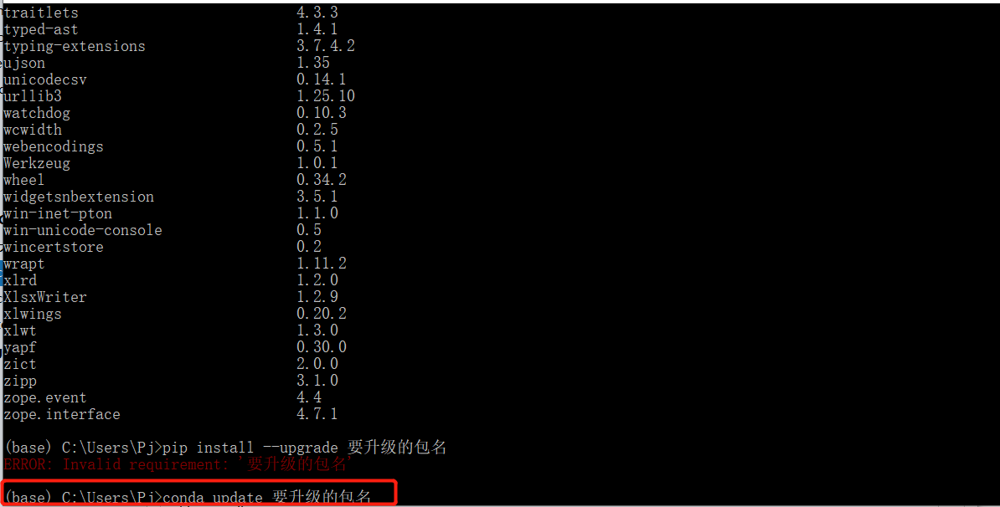 traitlets 4.3.3
typed-ast 1.4.1
typing-extensions 3.7.4.2
ujson 1.35
unicodecsv 0.14.1
urllib3 1.25.10
watchdog 0.10.3
wcwidth 0.2.5
webencodings 0.5.1
Werkzeug 1.0.1
wheel 0.34.2
widgetsnbextension 3.5.1
win-inet-pton 1.1.0
win-unicode-console 0.5
wincertstore 0.2
wrapt 1.11.2
xlrd 1.2.0
XlsxWriter 1.2.9
xlwings 0.20.2
xlwt 1.3.0
yapf 0.30.0
zict 2.0.0
zipp 3.1.0
zope.event 4.4
zope.interface 4.7.1
(base) C:\Users\Pj>pip install --upgrade 要升级的包名
ERROR: Invalid requirement: '要升级的包名'
(base) C:\Users\Pj>conda update 要升级的包名